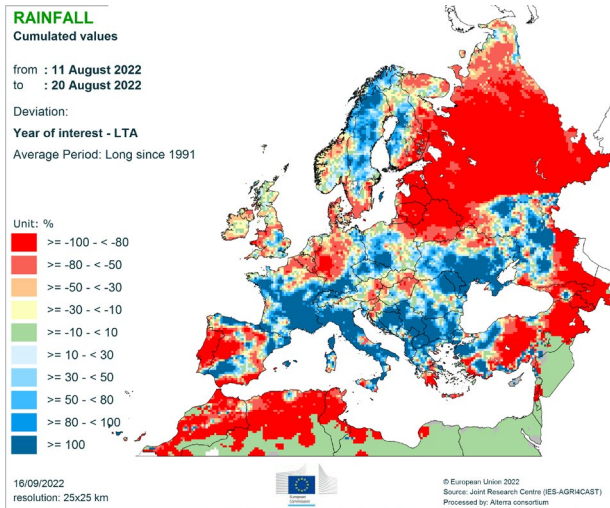 RAINFALL
Cumulated values
from : 11 August 2022
to : 20 August 2022
Deviation:
Year of interest - LTA
Average Period: Long since 1991
Unit: %
>= -100 - < -80
>= -80 - < -50
>= -50 - < -30
>= -30 - < -10
>= -10 - < 10
>= 10 - < 30
>= 30 - < 50
>= 50 - < 80
>= 80 - < 100
>= 100
16/09/2022
resolution: 25x25 km
European
Commission
© European Union 2022
Source: Joint Research Centre (IES-AGRI4CAST)
Processed by: Alterra consortium